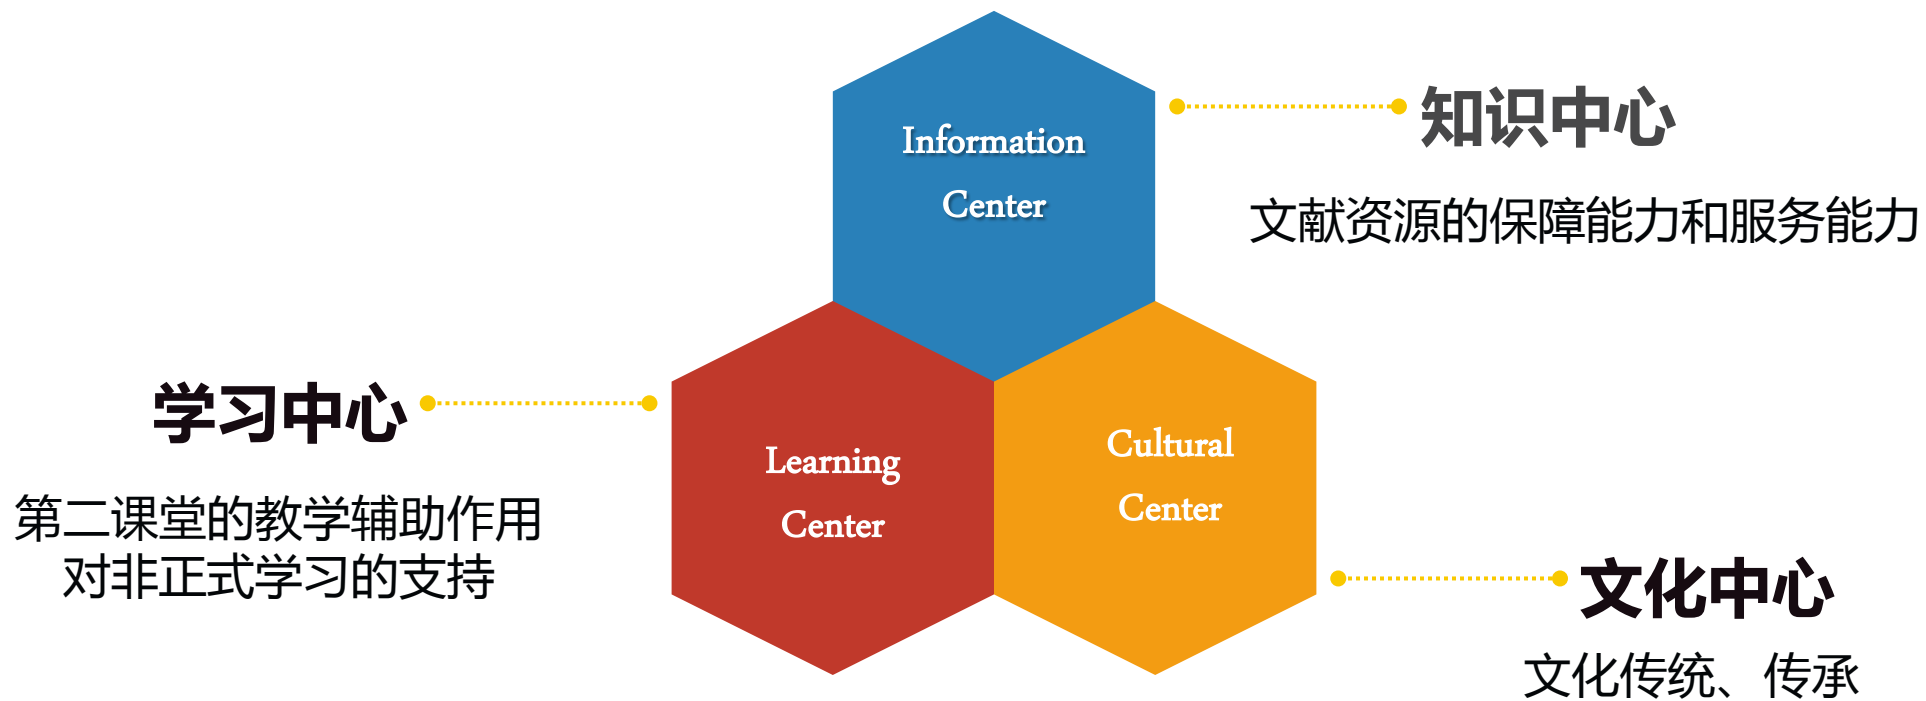 Information
Center
知识中心
文献资源的保障能力和服务能力
学习中心
第二课堂的教学辅助作用
对非正式学习的支持
Learning
Center
Cultural
Center
文化中心
文化传统、传承